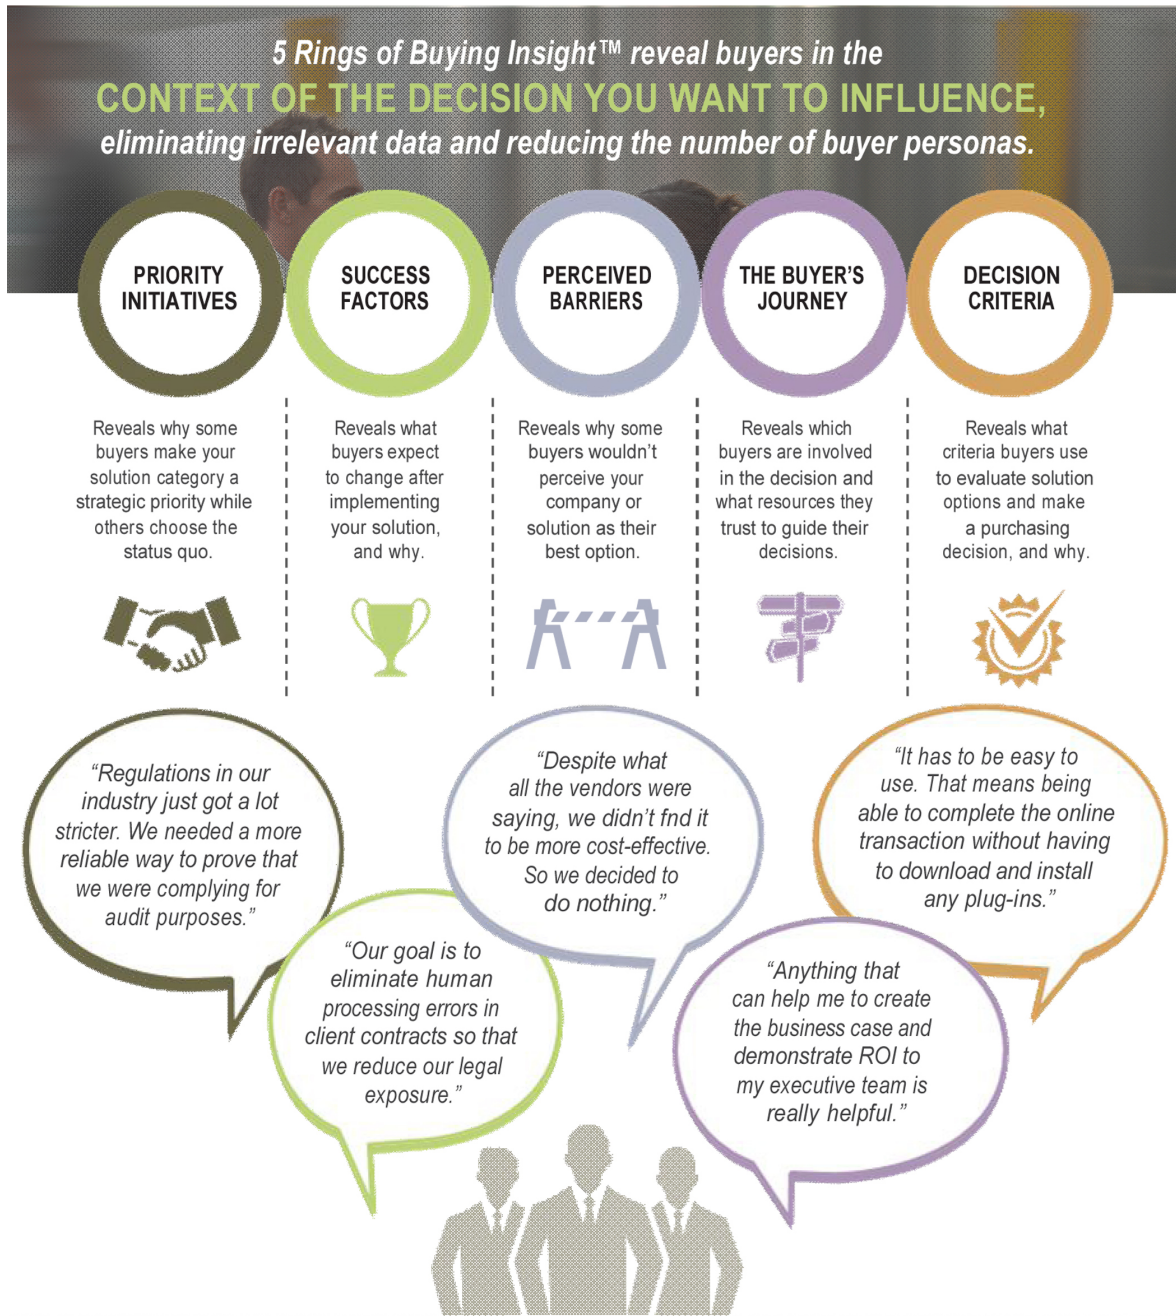 5 Rings of Buying Insight™ reveal buyers in the
CONTEXT OF THE DECISION YOU WANT TO INFLUENCE,
eliminating irrelevant data and reducing the number of buyer personas.
PRIORITY
INITIATIVES
SUCCESS
FACTORS
PERCEIVED
BARRIERS
THE BUYER’S
JOURNEY
DECISION
CRITERIA
Reveals why some
buyers make your
solution category a
strategic priority while
others choose the
status quo.
Reveals what
buyers expect
to change after
implementing
your solution,
and why.
Reveals why some
buyers wouldn’t
perceive your
company or
solution as their
best option.
Reveals which
buyers are involved
in the decision and
what resources they
trust to guide their
decisions.
Reveals what
criteria buyers use
to evaluate solution
options and make
a purchasing
decision, and why.
“Regulations in our
industry just got a lot
stricter. We needed a more
reliable way to prove that
we were complying for
audit purposes.”
“Our goal is to
eliminate human
processing errors in
client contracts so that
we reduce our legal
exposure.”
“Despite what
all the vendors were
saying, we didn’t fnd it
to be more cost-effective.
So we decided to
do nothing.”
“Anything that
can help me to create
the business case and
demonstrate ROI to
my executive team is
really helpful.”
“It has to be easy to
use. That means being
able to complete the online
transaction without having
to download and install
any plug-ins.”